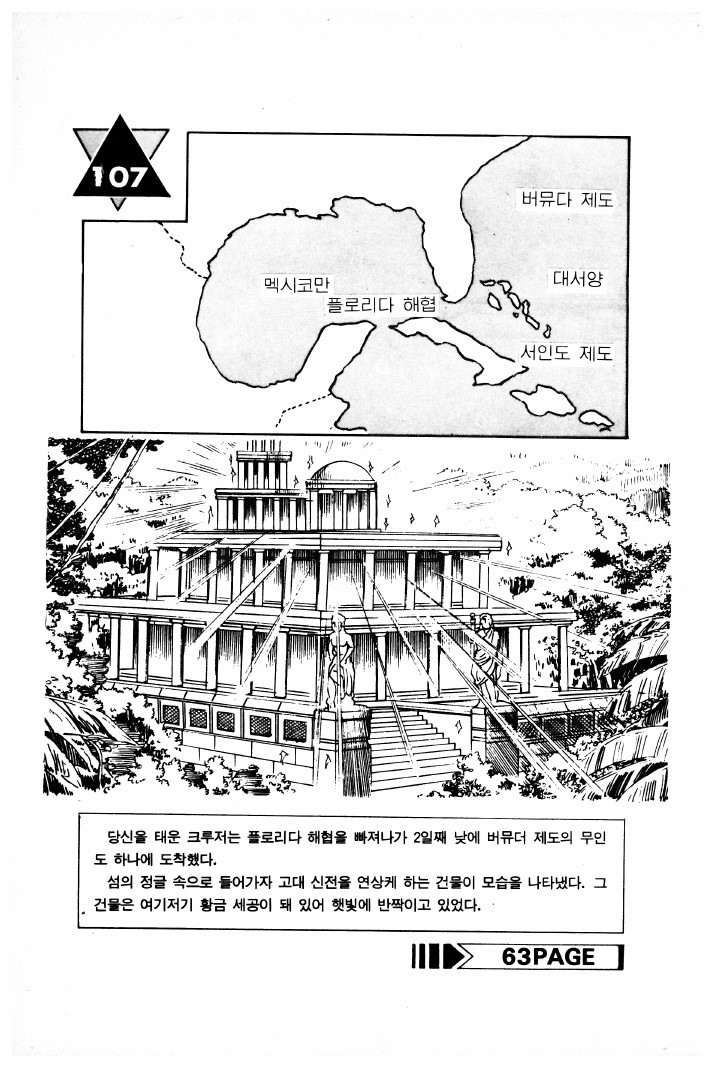 107
버뮤다 제도
대서양
멕시코만
플로리다 해협
서인도 제도
당신을 태운 크루저는 플로리다 해협을 빠져나가 2일째 낮에 버뮤더 제도의 무인
도 하나에 도착했다.
섬의 정글 속으로 들어가자 고대 신전을 연상케 하는 건물이 모습을 나타냈다. 그
건물은 여기저기 황금 세공이 돼 있어 햇빛에 반짝이고 있었다.
63PAGE